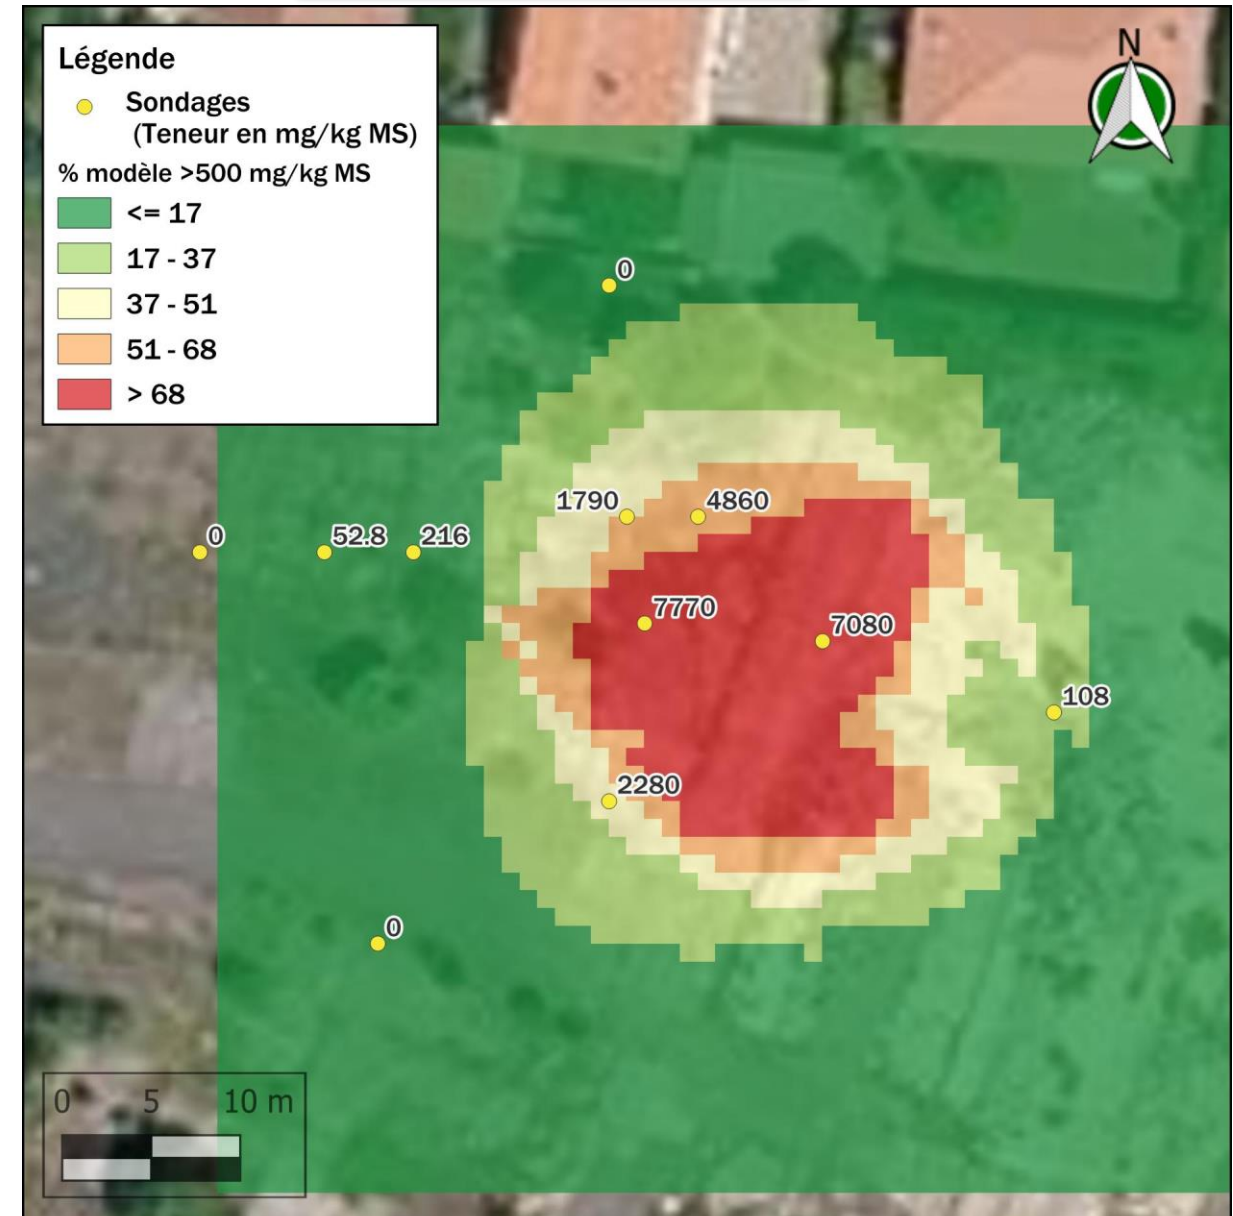 Légende
Sondages
(Teneur en mg/kg MS)
% modèle >500 mg/kg MS
<= 17
17 - 37
37 - 51
51 - 68
> 68
N
0
1790
4860
0
52.8
216
7770
7080
108
2280
0
0 5 10 m